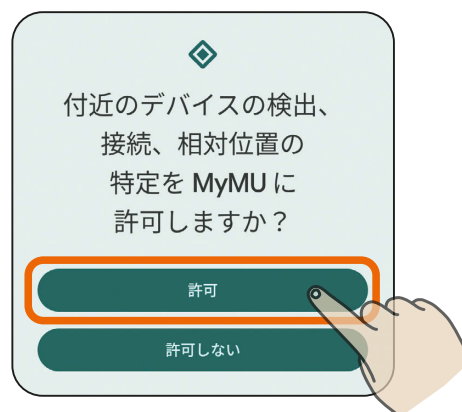 付近のデバイスの検出、
接続、相対位置の
特定を MyMU に
許可しますか？
許可
許可しない